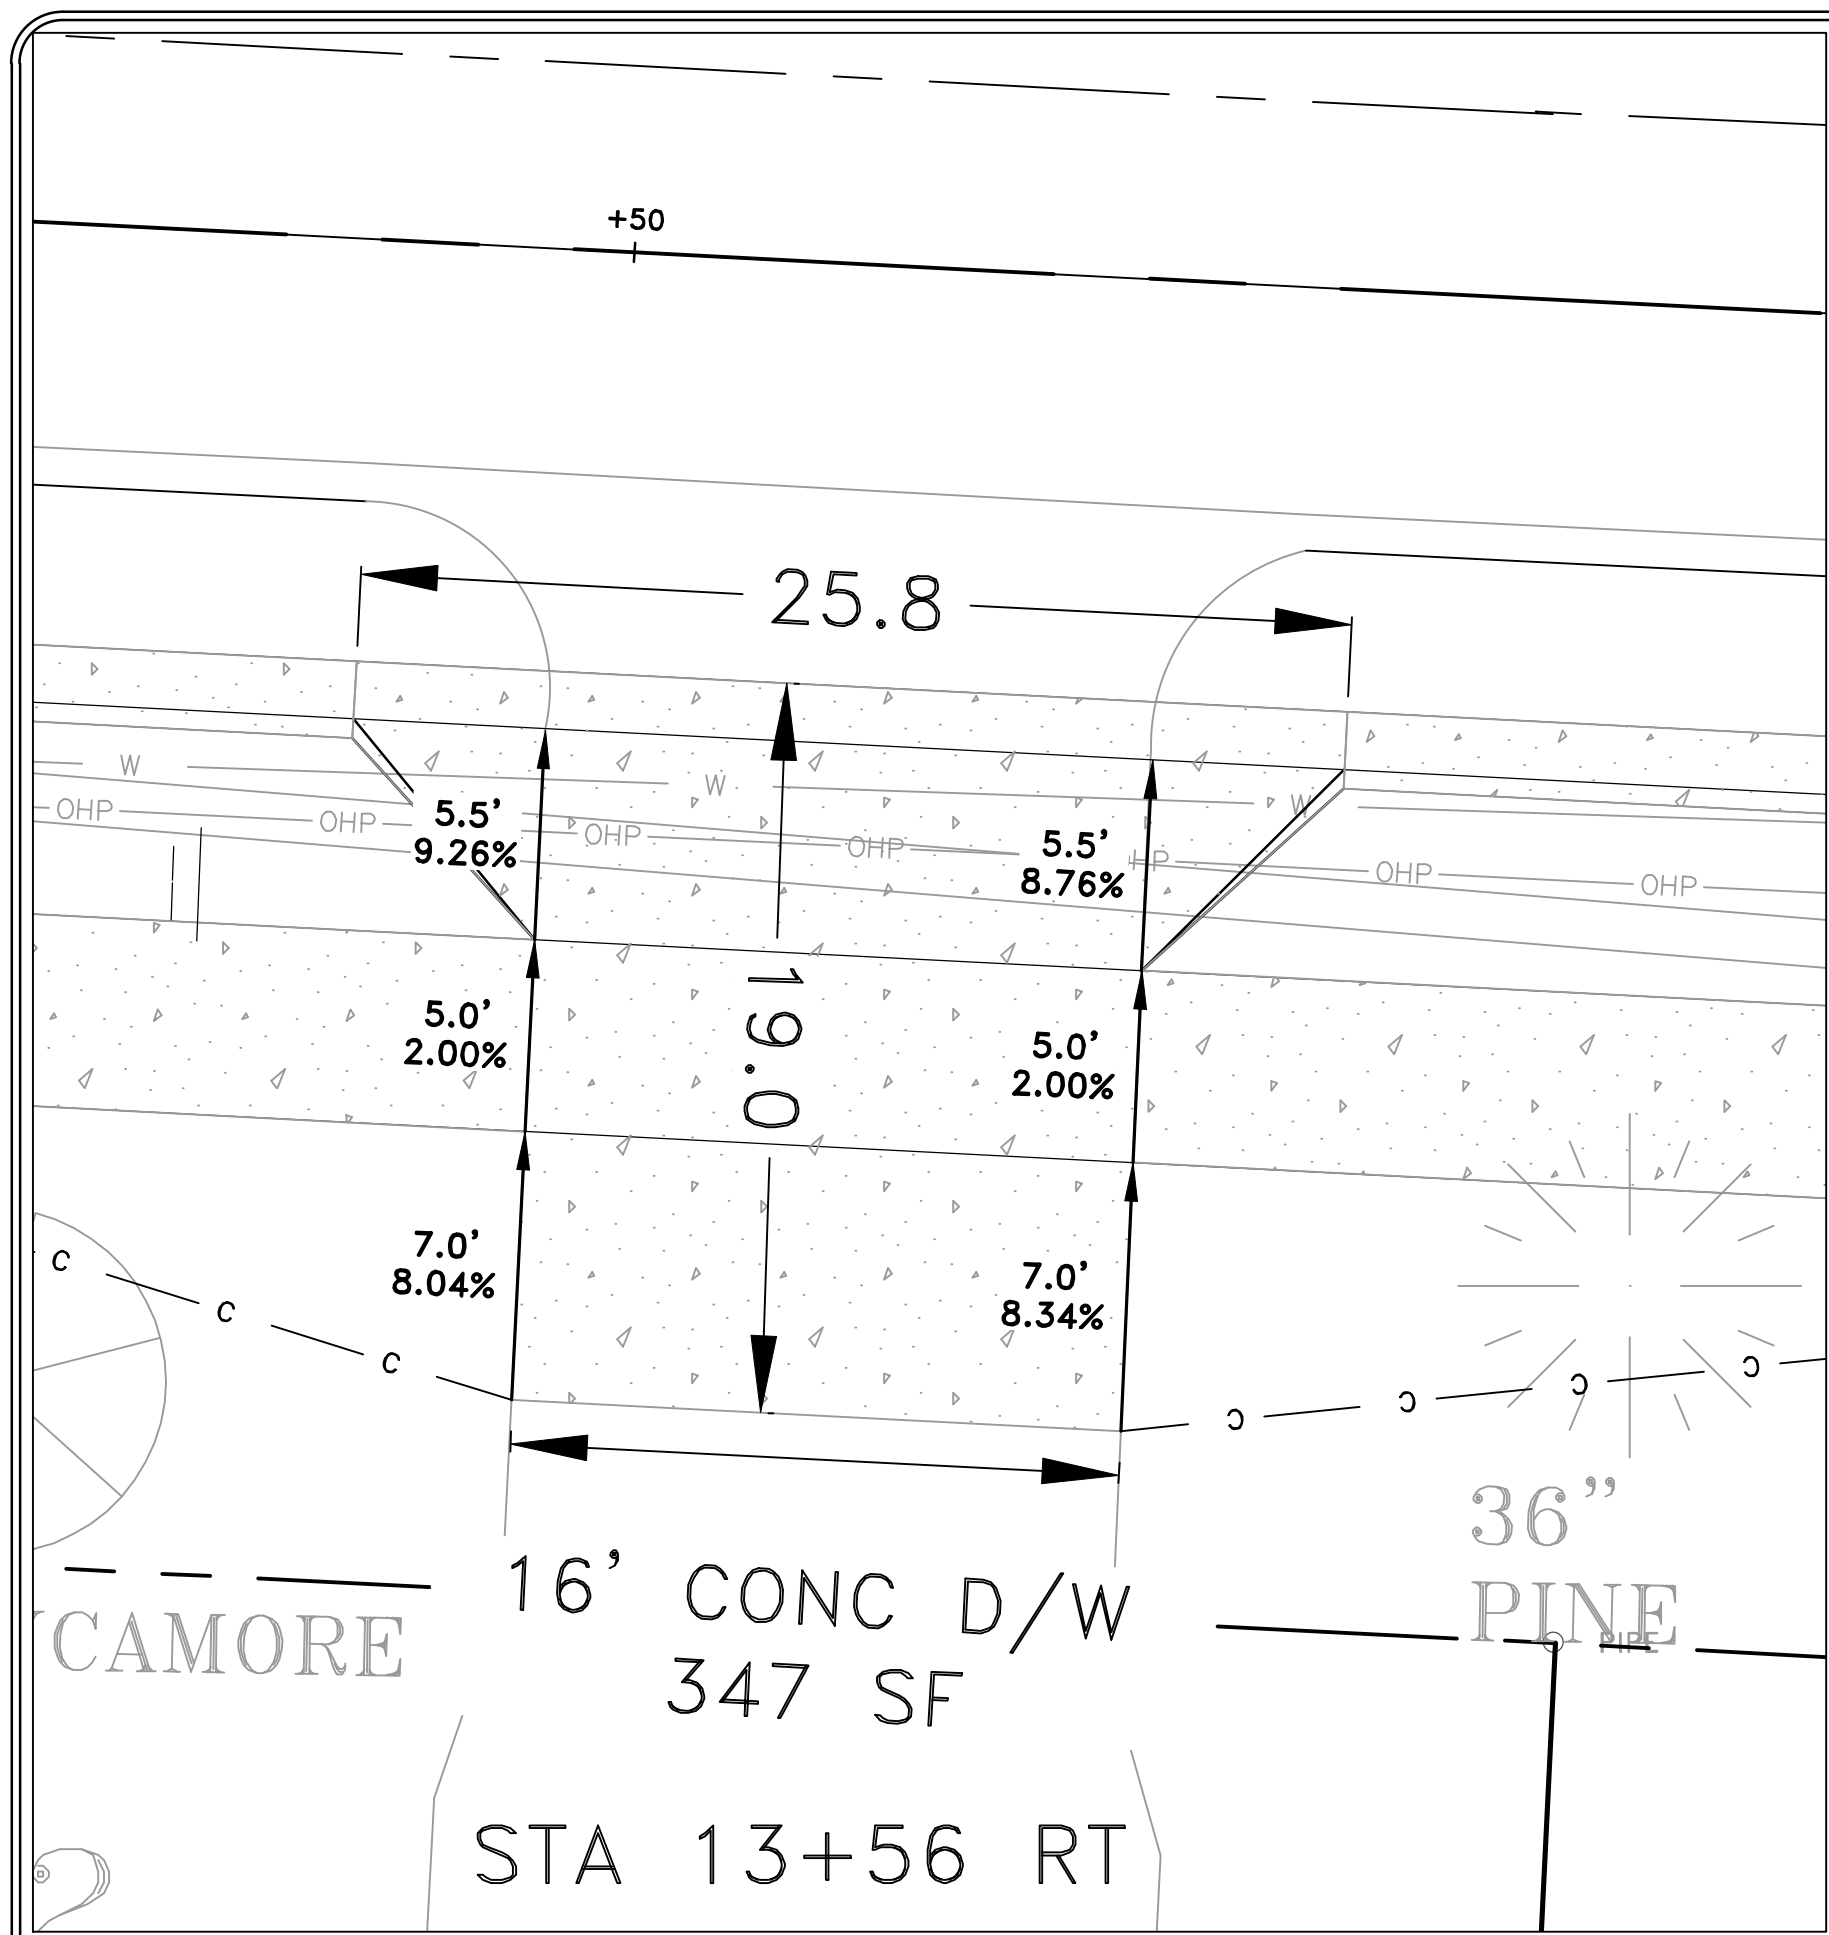 +50
25.8
W
W
W
OHP
OHP
OHP
OHP
OHP
OHP
5.5’
9.26%
5.5’
8.76%
19.0
5.0’
2.00%
5.0’
2.00%
7.0’
8.04%
7.0’
8.34%
C
C
C
C
C
C
C
36”
PINE
PIPE
16’ CONC D/W
347 SF
STA 13+56 RT